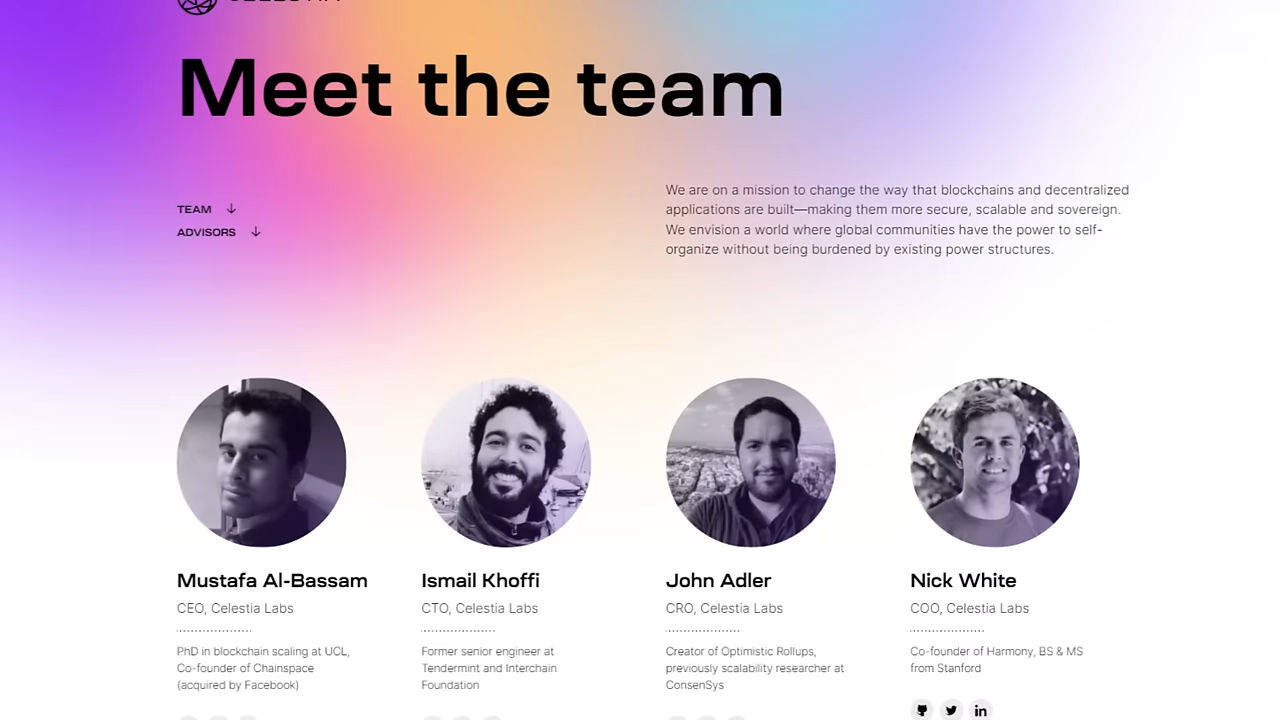 Meet the team
TEAM
ADVISORS
We are on a mission to change the way that blockchains and decentralized
applications are built—making them more secure, scalable and sovereign.
We envision a world where global communities have the power to self-
organize without being burdened by existing power structures.
Mustafa Al-Bassam
CEO, Celestia Labs
PhD in blockchain scaling at UCL,
Co-founder of Chainspace
(acquired by Facebook)
Ismail Khoffi
CTO, Celestia Labs
Former senior engineer at
Tendermint and Interchain
Foundation
John Adler
CRO, Celestia Labs
Creator of Optimistic Rollups,
previously scalability researcher at
ConsenSys
Nick White
COO, Celestia Labs
Co-founder of Harmony, BS & MS
from Stanford
in